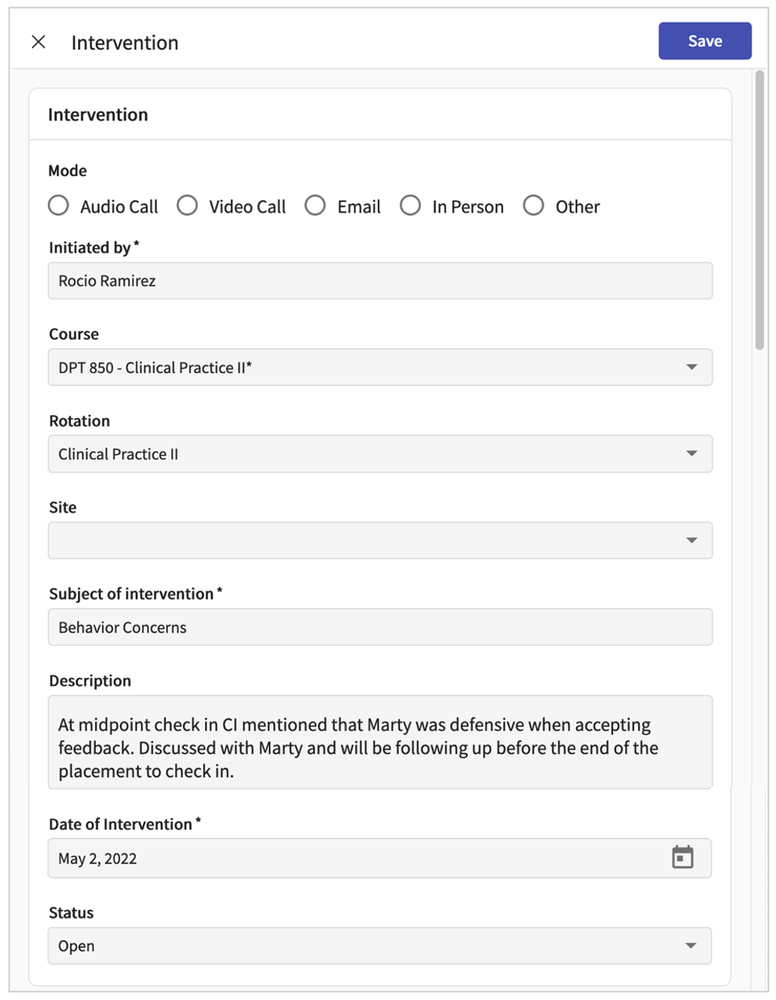 Intervention
Save
Intervention
Mode
Audio Call Video Call Email In Person Other
Initiated by*
Rocio Ramirez
Course
DPT 850 - Clinical Practice II*
Rotation
Clinical Practice II
Site
Subject of intervention*
Behavior Concerns
Description
At midpoint check in CI mentioned that Marty was defensive when accepting
feedback. Discussed with Marty and will be following up before the end of the
placement to check in.
Date of Intervention*
May 2, 2022
Status
Open